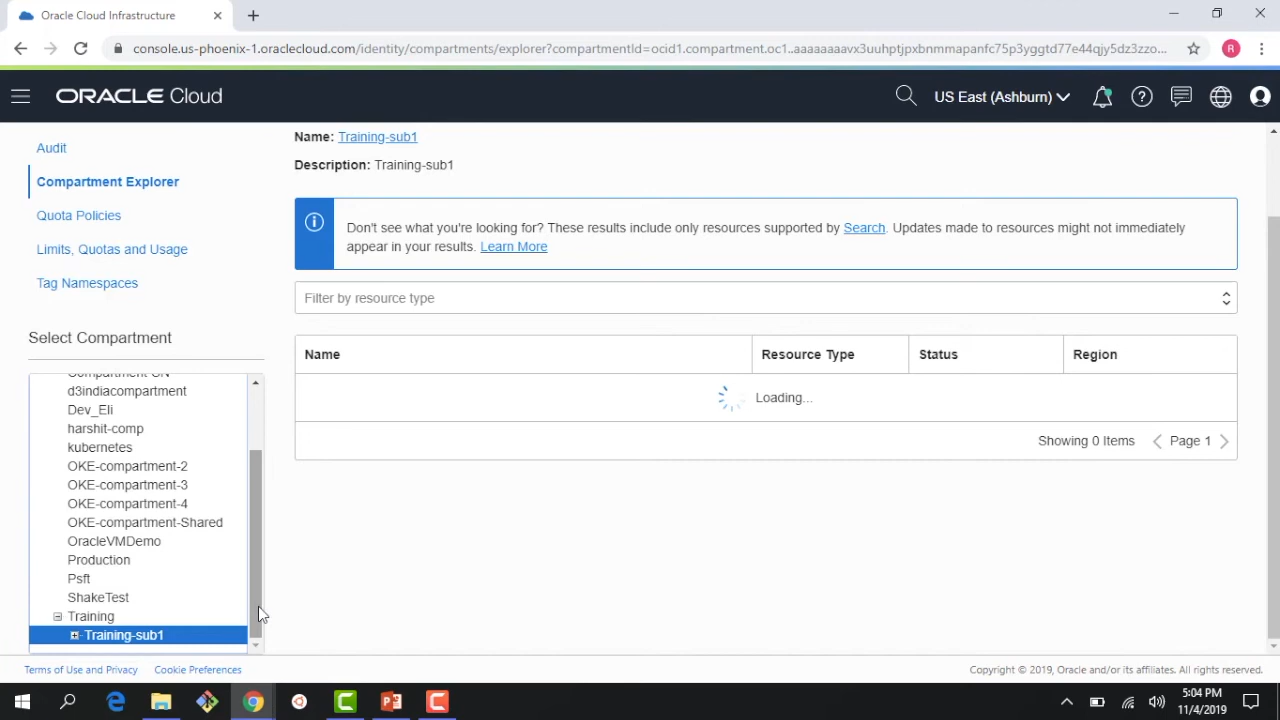 Oracle Cloud Infrastructure
console.us-phoenix-1.oraclecloud.com/identity/compartments/explorer?compartmentId=ocid1.compartment.oc1..aaaaaaaavx3uuhptjpxbnmmapanfc75p3yggtd77e44qjy5dz3zzo...
R
ORACLE Cloud
US East (Ashburn)
Audit
Compartment Explorer
Quota Policies
Limits, Quotas and Usage
Tag Namespaces
Select Compartment
d3indiacompartment
Dev_Eli
harshit-comp
kubernetes
OKE-compartment-2
OKE-compartment-3
OKE-compartment-4
OKE-compartment-Shared
OracleVMDemo
Production
Psft
ShakeTest
Training
Training-sub1
Name: Training-sub1
Description: Training-sub1
Don't see what you're looking for? These results include only resources supported by Search. Updates made to resources might not immediately
appear in your results. Learn More
Filter by resource type
Name Resource Type Status Region
Loading...
Showing 0 Items Page 1
Terms of Use and Privacy Cookie Preferences
Copyright © 2019, Oracle and/or its affiliates. All rights reserved.
5:04 PM
11/4/2019